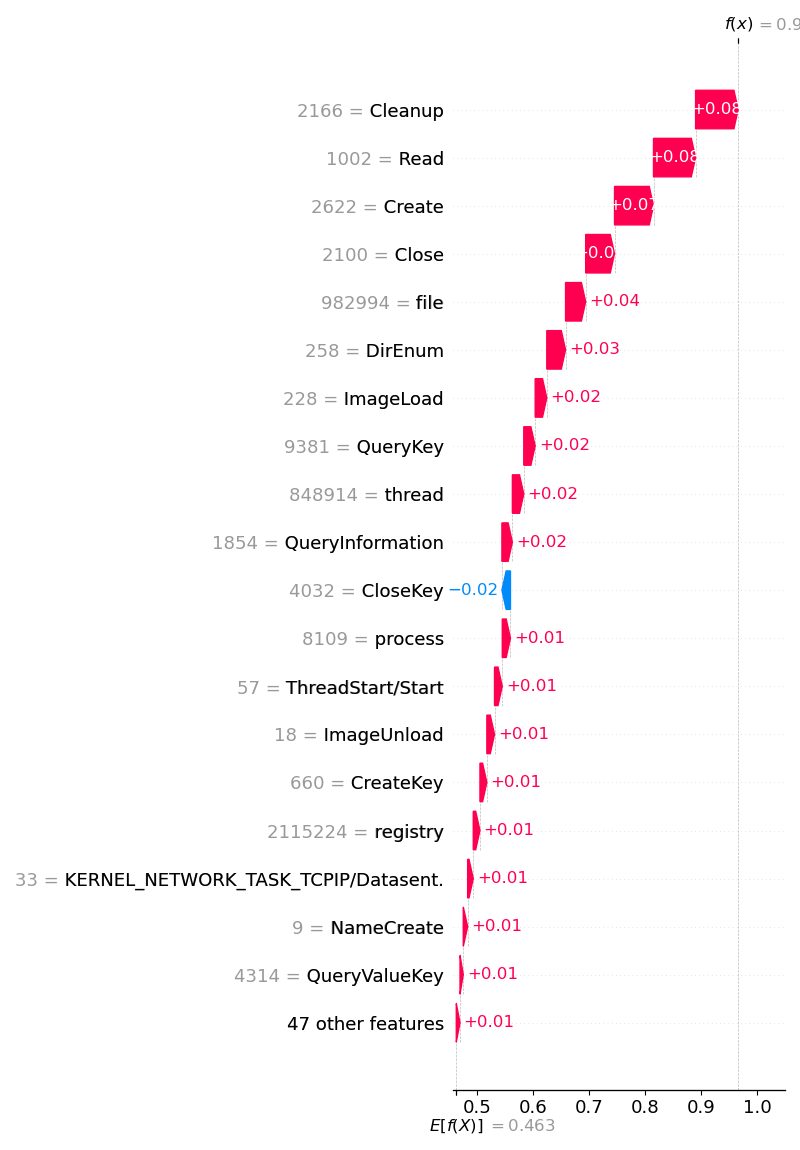 f(x) = 0.9
2166 = Cleanup +0.08
1002 = Read +0.08
2622 = Create +0.07
2100 = Close
982994 = file +0.04
258 = DirEnum +0.03
228 = ImageLoad +0.02
9381 = QueryKey +0.02
848914 = thread +0.02
1854 = QueryInformation +0.02
4032 = CloseKey −0.02
8109 = process +0.01
57 = ThreadStart/Start +0.01
18 = ImageUnload +0.01
660 = CreateKey +0.01
2115224 = registry +0.01
33 = KERNEL_NETWORK_TASK_TCPIP/Datasent. +0.01
9 = NameCreate +0.01
4314 = QueryValueKey +0.01
47 other features +0.01
0.5 0.6 0.7 0.8 0.9 1.0
E[f(X)] = 0.463